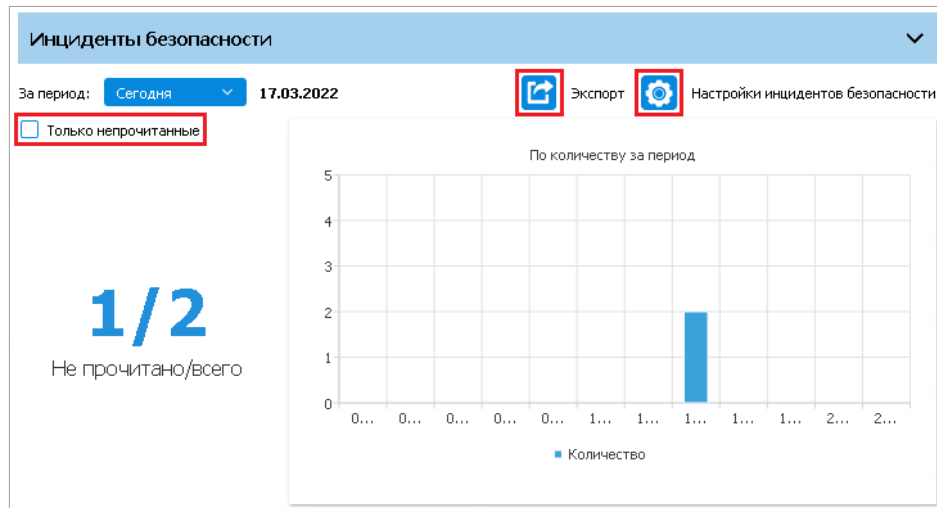 Инциденты безопасности
За период: Сегодня 17.03.2022 Экспорт Настройки инцидентов безопасности
Только непрочитанные
По количеству за период
5
4
3
2
1
0
1/2
Не прочитано/всего
0... 0... 0... 0... 0... 1... 1... 1... 1... 1... 2... 2...
Количество